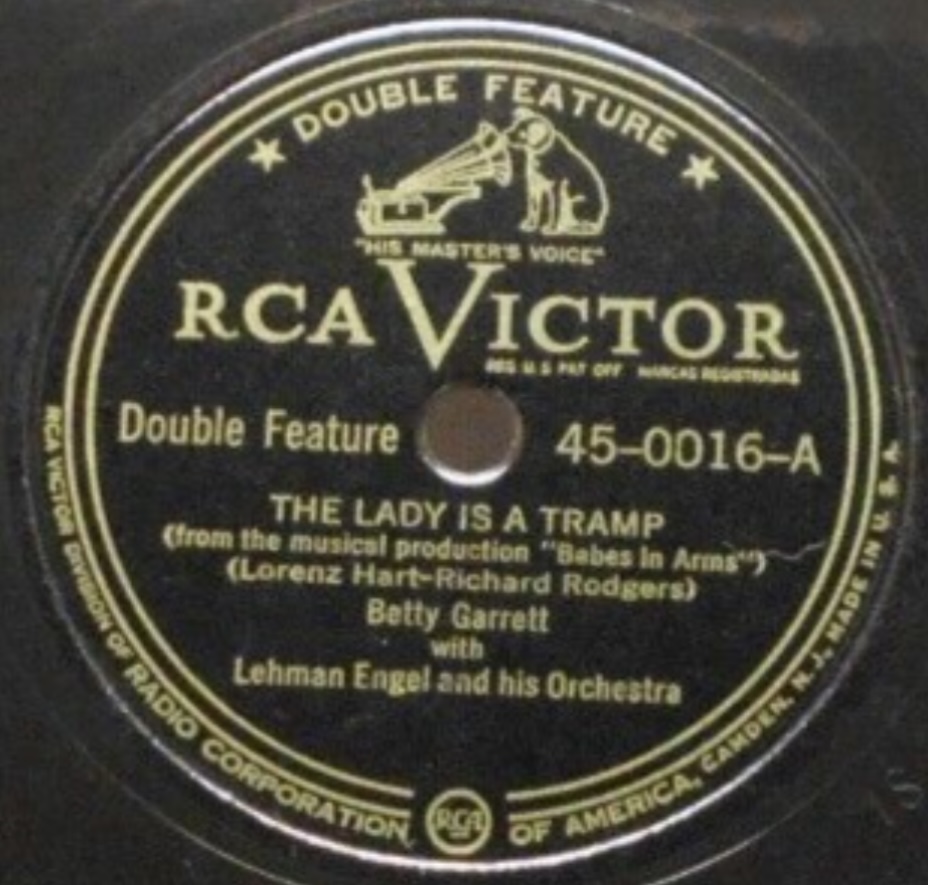 ★ DOUBLE FEATURE ★
"HIS MASTER'S VOICE"
RCA VICTOR
REG U.S PAT OFF MARCAS REGISTRADAS
Double Feature 45-0016-A
THE LADY IS A TRAMP
(from the musical production "Babes In Arms")
(Lorenz Hart-Richard Rodgers)
Betty Garrett
with
Lehman Engel and his Orchestra
RCA VICTOR DIVISION OF RADIO CORPORATION OF AMERICA, CAMDEN, N. J., MADE IN U. S. A.
RCA